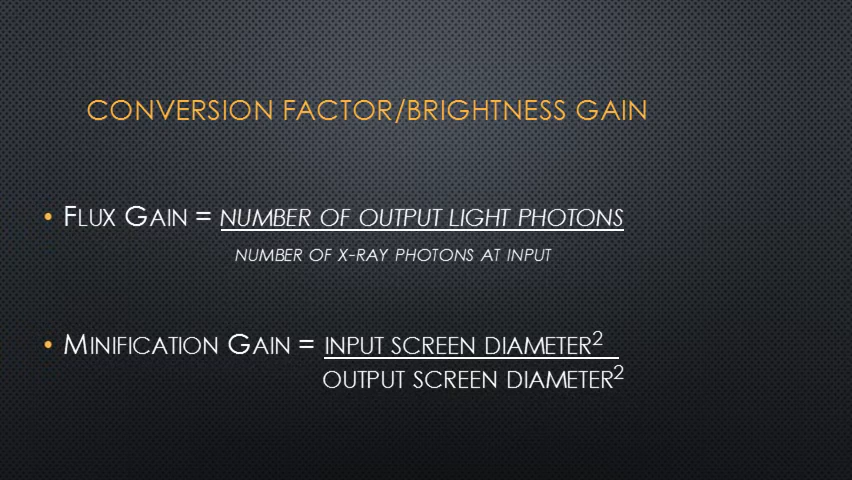 CONVERSION FACTOR/BRIGHTNESS GAIN
• FLUX GAIN = NUMBER OF OUTPUT LIGHT PHOTONS
NUMBER OF X-RAY PHOTONS AT INPUT
• MINIFICATION GAIN = INPUT SCREEN DIAMETER²
OUTPUT SCREEN DIAMETER²